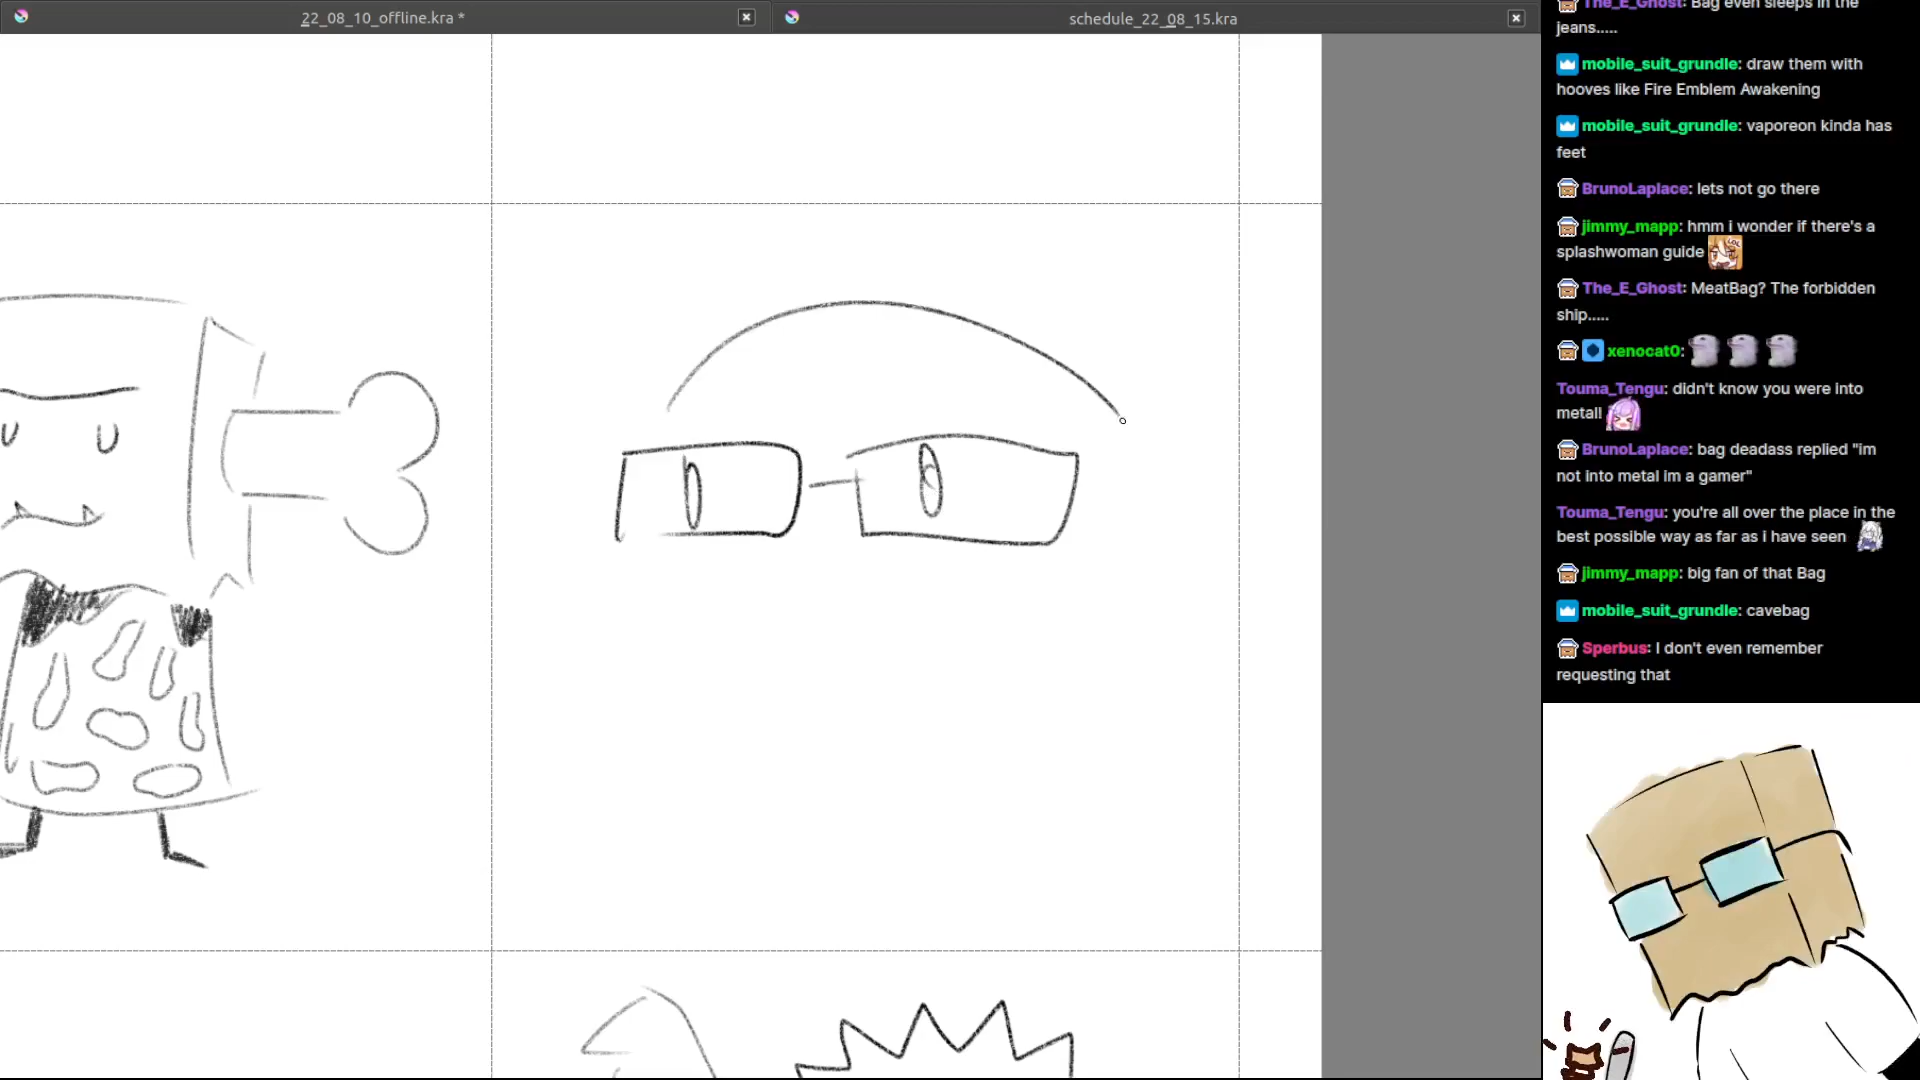 22_08_10_offline.kra *
schedule_22_08_15.kra
The_E_Ghost: Bag even sleeps in the
jeans.....
mobile_suit_grundle: draw them with
hooves like Fire Emblem Awakening
mobile_suit_grundle: vaporeon kinda has
feet
BrunoLaplace: lets not go there
jimmy_mapp: hmm i wonder if there's a
splashwoman guide
The_E_Ghost: MeatBag? The forbidden
ship.....
xenocat0:
Touma_Tengu: didn't know you were into
metall
BrunoLaplace: bag deadass replied "im
not into metal im a gamer"
Touma_Tengu: you're all over the place in the
best possible way as far as i have seen
jimmy_mapp: big fan of that Bag
mobile_suit_grundle: cavebag
Sperbus: I don't even remember
requesting that